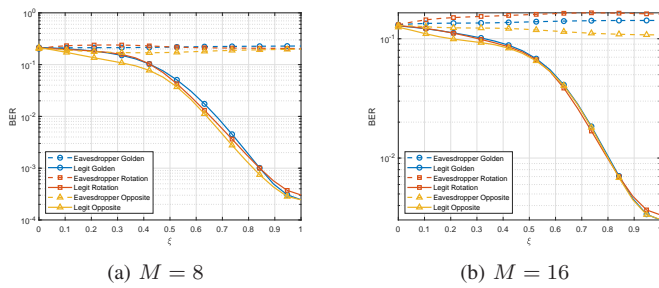 10^0
10^-1
10^-2
10^-3
10^-4
BER
0 0.1 0.2 0.3 0.4 0.5 0.6 0.7 0.8 0.9 1
ξ
Eavesdropper Golden
Legit Golden
Eavesdropper Rotation
Legit Rotation
Eavesdropper Opposite
Legit Opposite
(a) M = 8
10^-1
10^-2
BER
0 0.1 0.2 0.3 0.4 0.5 0.6 0.7 0.8 0.9
ξ
Eavesdropper Golden
Legit Golden
Eavesdropper Rotation
Legit Rotation
Eavesdropper Opposite
Legit Opposite
(b) M = 16